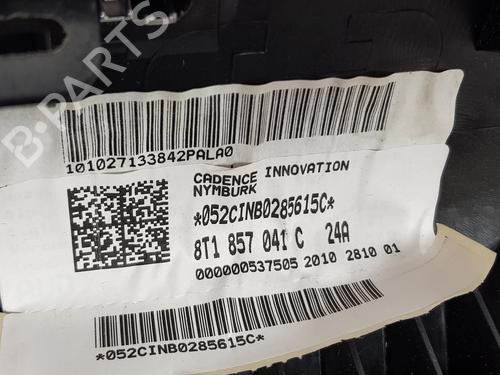 B-PARTS
101027133842PALA0
CADENCE INNOVATION
NYMBURK
*052CINB0285615C*
8T1 857 041 C 24A
000000537505 2010 2810 01
*052CINB0285615C*